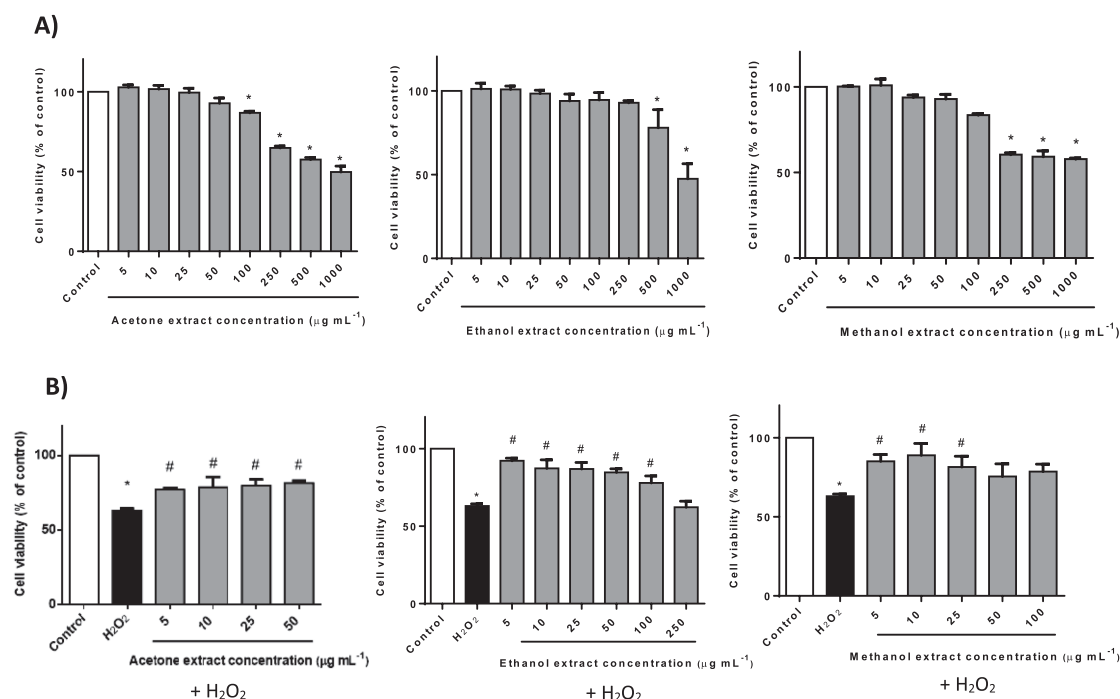 A)
Cell viability (% of control)
100
50
0
* * * *
Control 5 10 25 50 100 250 500 1000
Acetone extract concentration (µg mL⁻¹)
Cell viability (% of control)
100
50
0
* *
Control 5 10 25 50 100 250 500 1000
Ethanol extract concentration (µg mL⁻¹)
Cell viability (% of control)
100
50
0
* * *
Control 5 10 25 50 100 250 500 1000
Methanol extract concentration (µg mL⁻¹)
B)
Cell viability (% of control)
100
50
0
* # # # #
Control H₂O₂ 5 10 25 50
Acetone extract concentration (µg mL⁻¹)
+ H₂O₂
Cell viability (% of control)
100
50
0
* # # # # #
Control H₂O₂ 5 10 25 50 100 250
Ethanol extract concentration (µg mL⁻¹)
+ H₂O₂
Cell viability (% of control)
100
50
0
* # # #
Control H₂O₂ 5 10 25 50 100
Methanol extract concentration (µg mL⁻¹)
+ H₂O₂